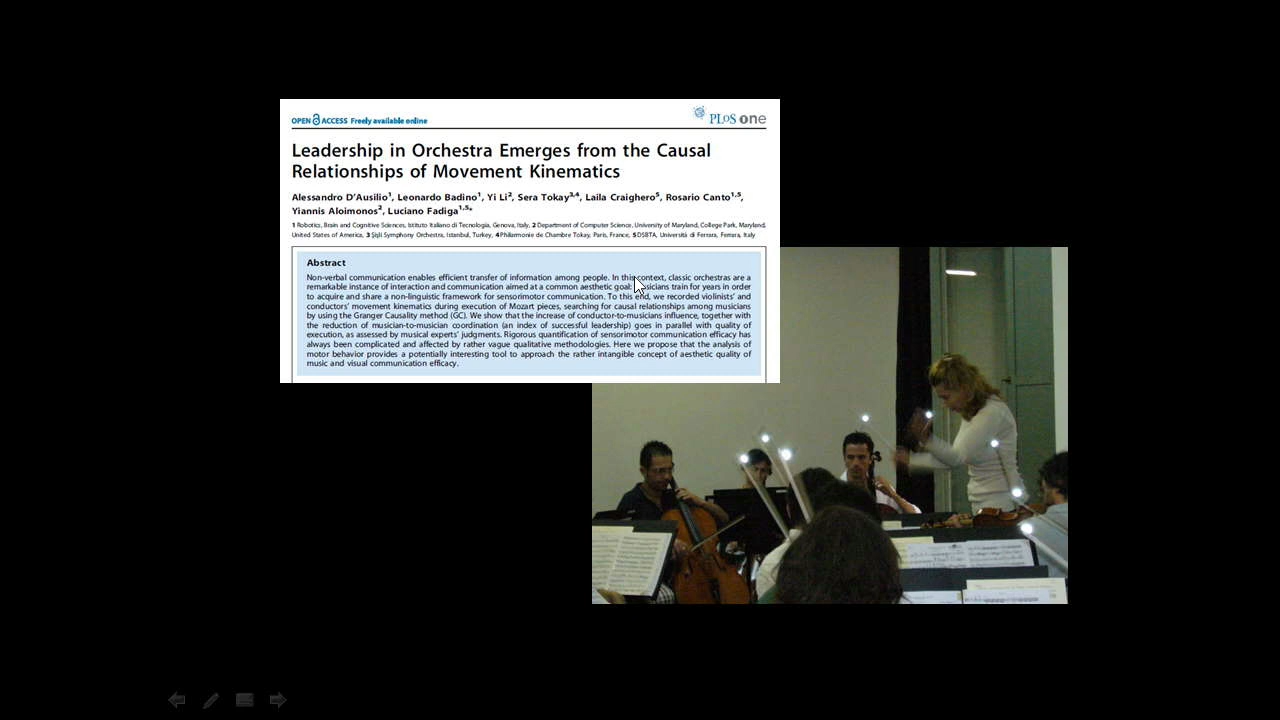 OPEN ACCESS Freely available online
PLoS one
Leadership in Orchestra Emerges from the Causal
Relationships of Movement Kinematics
Alessandro D'Ausilio1, Leonardo Badino1, Yi Li2, Sera Tokay3,4, Laila Craighero5, Rosario Canto1,5,
Yiannis Aloimonos2, Luciano Fadiga1,5*
1 Robotics, Brain and Cognitive Sciences, Istituto Italiano di Tecnologia, Genova, Italy, 2 Department of Computer Science, University of Maryland, College Park, Maryland,
United States of America, 3 Şişli Symphony Orchestra, Istanbul, Turkey, 4 Philarmonie de Chambre Tokay, Paris, France, 5 DSBTA, Università di Ferrara, Ferrara, Italy
Abstract
Non-verbal communication enables efficient transfer of information among people. In this context, classic orchestras are a
remarkable instance of interaction and communication aimed at a common aesthetic goal: musicians train for years in order
to acquire and share a non-linguistic framework for sensorimotor communication. To this end, we recorded violinists' and
conductors' movement kinematics during execution of Mozart pieces, searching for causal relationships among musicians
by using the Granger Causality method (GC). We show that the increase of conductor-to-musicians influence, together with
the reduction of musician-to-musician coordination (an index of successful leadership) goes in parallel with quality of
execution, as assessed by musical experts' judgments. Rigorous quantification of sensorimotor communication efficacy has
always been complicated and affected by rather vague qualitative methodologies. Here we propose that the analysis of
motor behavior provides a potentially interesting tool to approach the rather intangible concept of aesthetic quality of
music and visual communication efficacy.